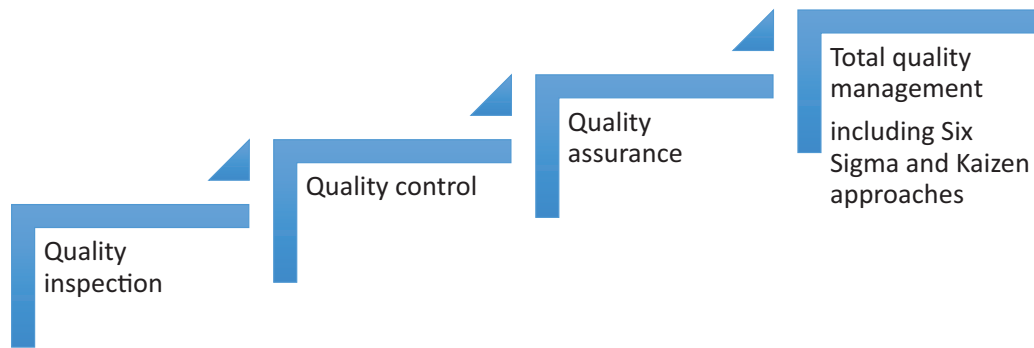 Quality
inspection
Quality control
Quality
assurance
Total quality
management
including Six
Sigma and Kaizen
approaches